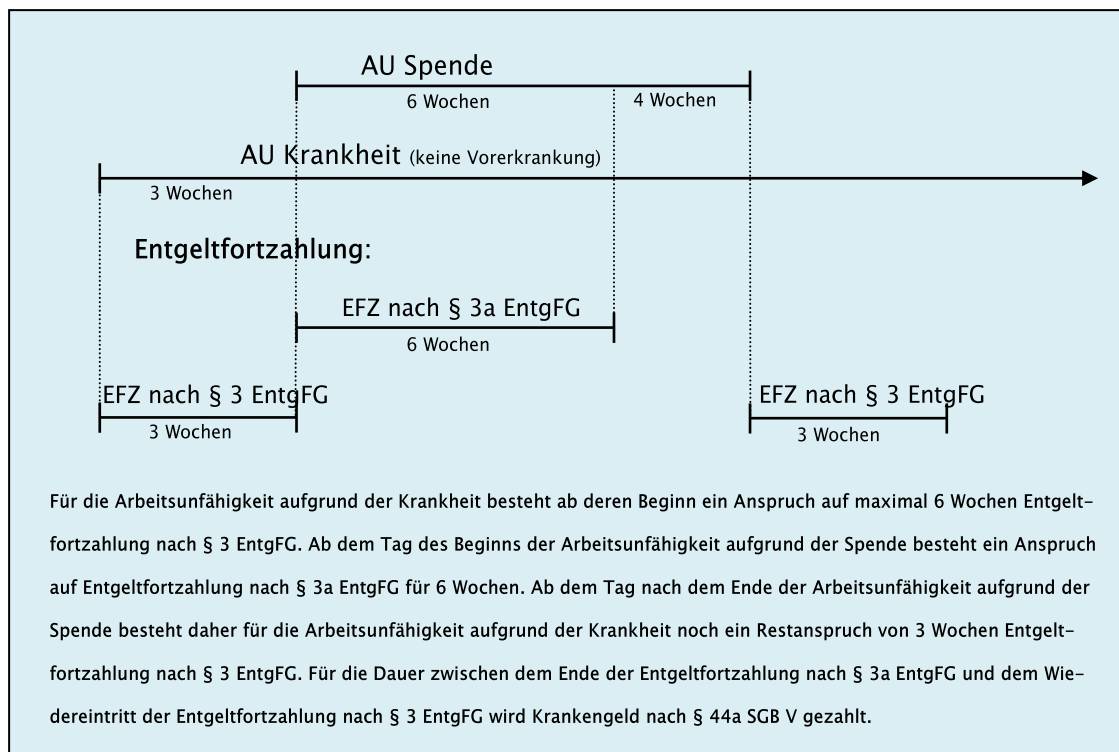 AU Spende
6 Wochen
4 Wochen
AU Krankheit (keine Vorerkrankung)
3 Wochen
Entgeltfortzahlung:
EFZ nach § 3a EntgFG
6 Wochen
EFZ nach § 3 EntgFG
EFZ nach § 3 EntgFG
3 Wochen
3 Wochen
Für die Arbeitsunfähigkeit aufgrund der Krankheit besteht ab deren Beginn ein Anspruch auf maximal 6 Wochen Entgelt-
fortzahlung nach § 3 EntgFG. Ab dem Tag des Beginns der Arbeitsunfähigkeit aufgrund der Spende besteht ein Anspruch
auf Entgeltfortzahlung nach § 3a EntgFG für 6 Wochen. Ab dem Tag nach dem Ende der Arbeitsunfähigkeit aufgrund der
Spende besteht daher für die Arbeitsunfähigkeit aufgrund der Krankheit noch ein Restanspruch von 3 Wochen Entgelt-
fortzahlung nach § 3 EntgFG. Für die Dauer zwischen dem Ende der Entgeltfortzahlung nach § 3a EntgFG und dem Wie-
dereintritt der Entgeltfortzahlung nach § 3 EntgFG wird Krankengeld nach § 44a SGB V gezahlt.